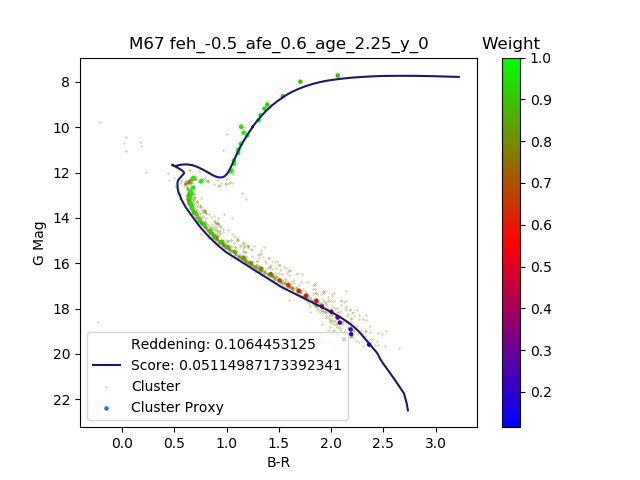 M67 feh_-0.5_afe_0.6_age_2.25_y_0
Weight
8
10
12
14
16
18
20
22
G Mag
0.0 0.5 1.0 1.5 2.0 2.5 3.0
B-R
Reddening: 0.1064453125
Score: 0.05114987173392341
Cluster
Cluster Proxy
1.0
0.9
0.8
0.7
0.6
0.5
0.4
0.3
0.2